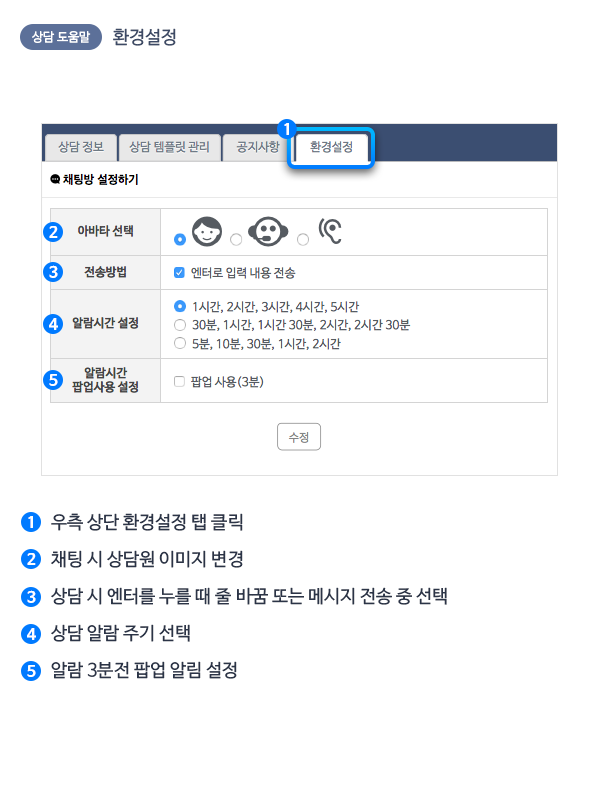 상담 도움말 환경설정
상담 정보 상담 템플릿 관리 공지사항 1 환경설정
채팅방 설정하기
2 아바타 선택
3 전송방법 엔터로 입력 내용 전송
4 알람시간 설정
1시간, 2시간, 3시간, 4시간, 5시간
30분, 1시간, 1시간 30분, 2시간, 2시간 30분
5분, 10분, 30분, 1시간, 2시간
5 알람시간
팝업사용 설정
팝업 사용(3분)
수정
1 우측 상단 환경설정 탭 클릭
2 채팅 시 상담원 이미지 변경
3 상담 시 엔터를 누를 때 줄 바꿈 또는 메시지 전송 중 선택
4 상담 알람 주기 선택
5 알람 3분전 팝업 알림 설정